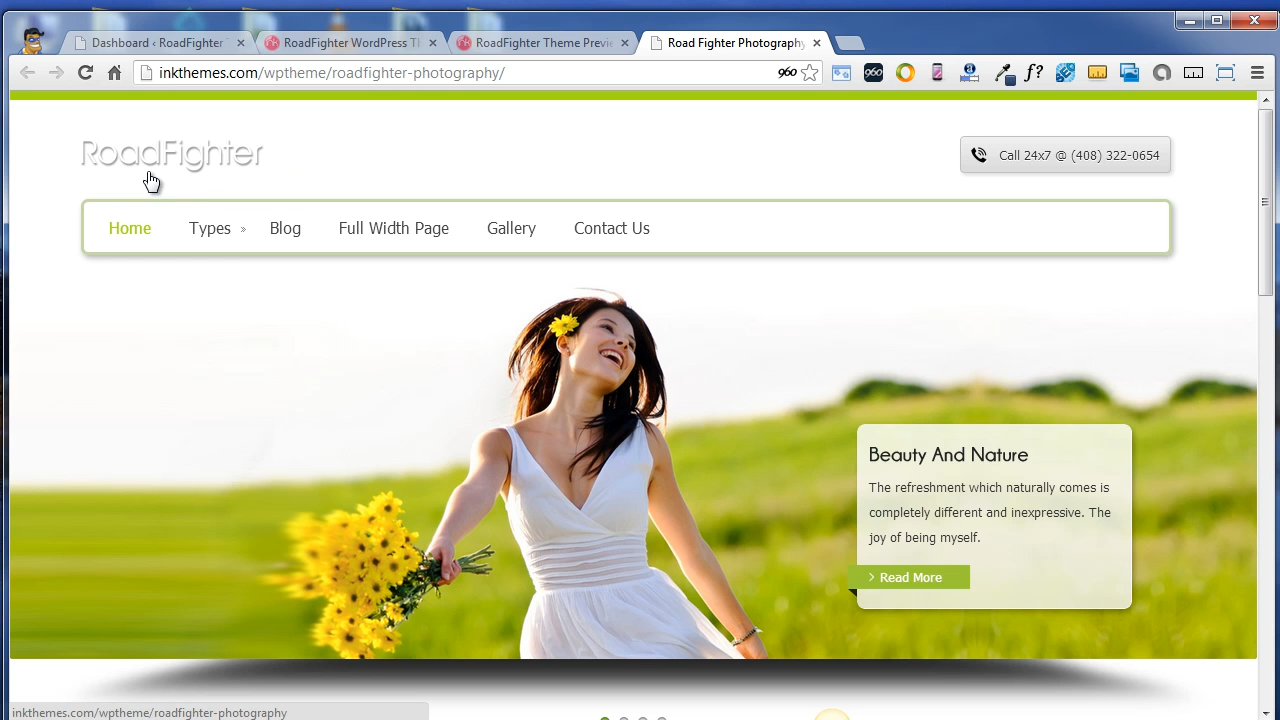 Dashboard ‹ RoadFighter
RoadFighter WordPress T
RoadFighter Theme Previ
Road Fighter Photography
inkthemes.com/wptheme/roadfighter-photography/
960
960
a
f?
RoadFighter
Call 24x7 @ (408) 322-0654
Home
Types »
Blog
Full Width Page
Gallery
Contact Us
Beauty And Nature
The refreshment which naturally comes is
completely different and inexpressive. The
joy of being myself.
> Read More
inkthemes.com/wptheme/roadfighter-photography